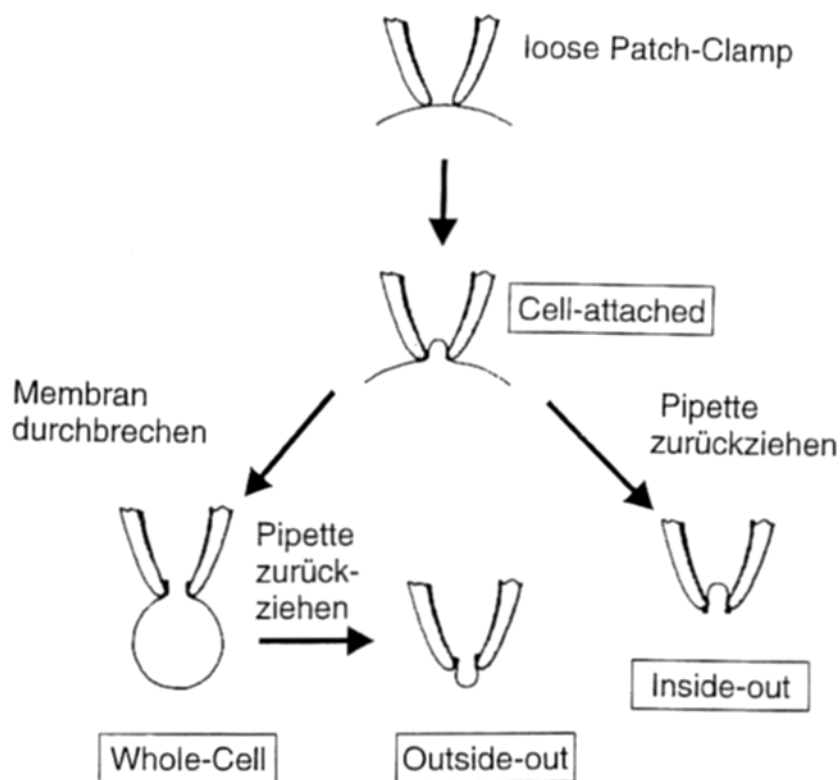 loose Patch-Clamp
Cell-attached
Membran
durchbrechen
Pipette
zurückziehen
Pipette
zurück-
ziehen
Inside-out
Whole-Cell
Outside-out